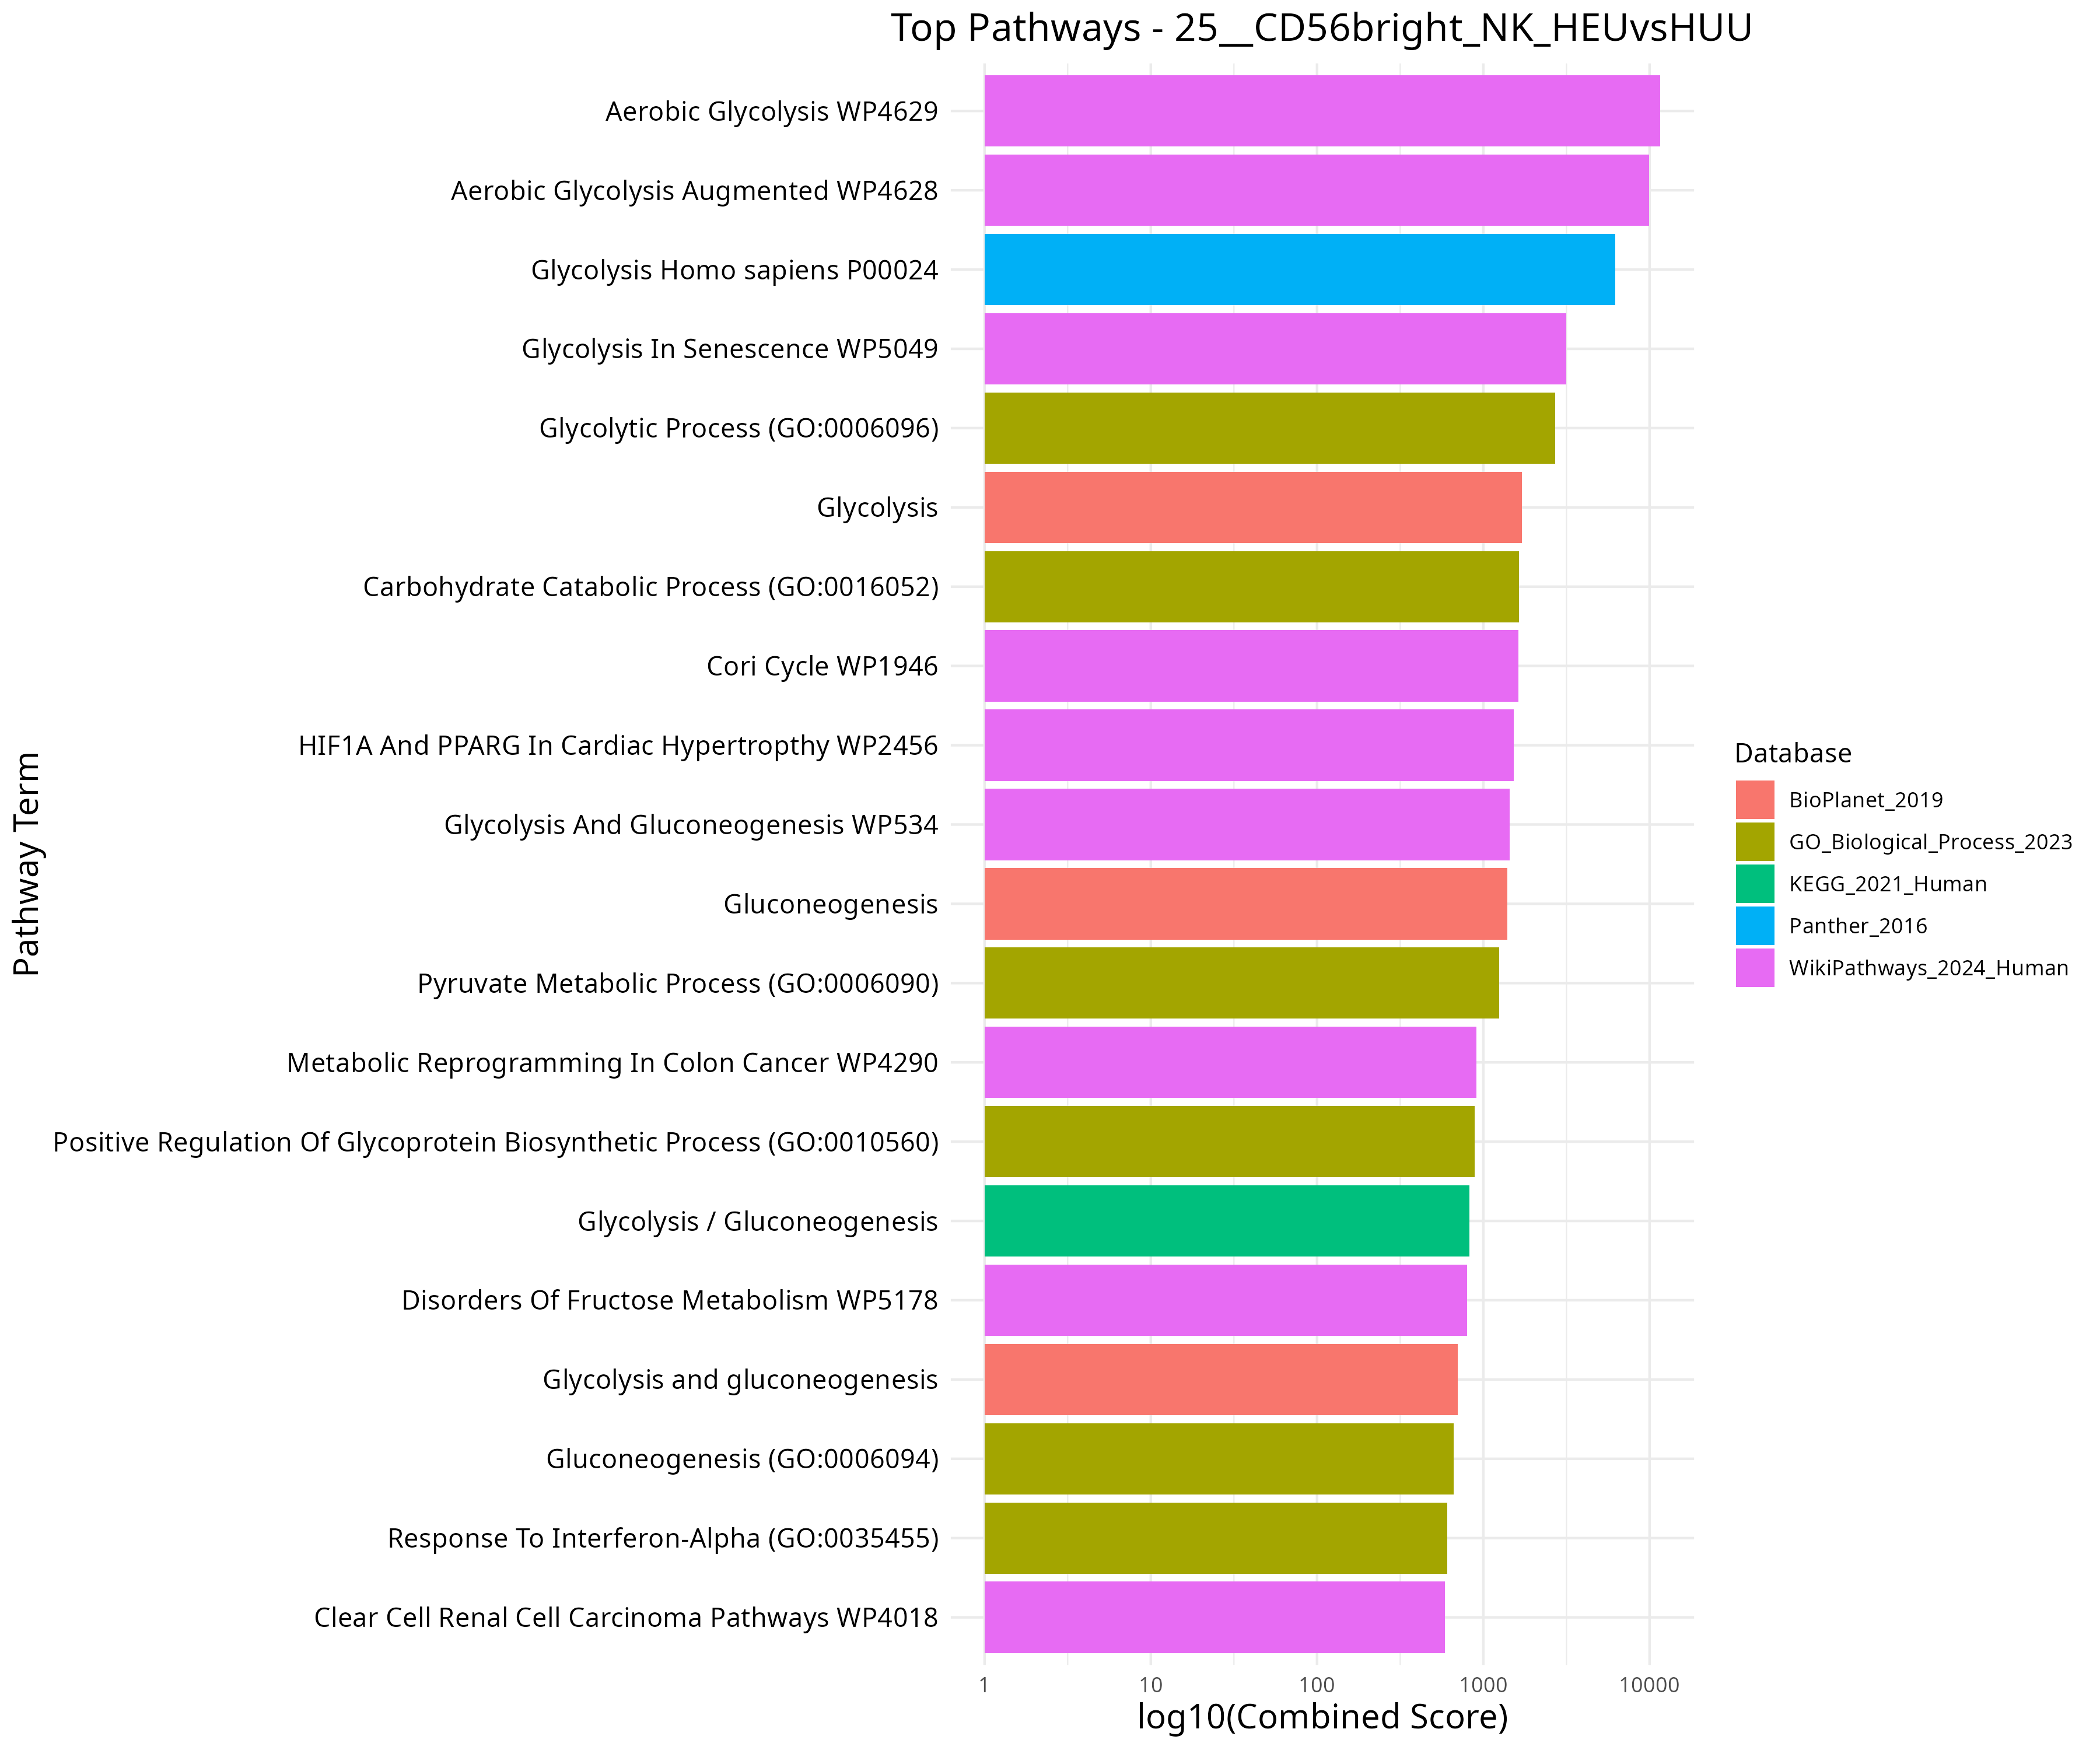 Top Pathways - 25__CD56bright_NK_HEUvsHUU
Pathway Term
Aerobic Glycolysis WP4629
Aerobic Glycolysis Augmented WP4628
Glycolysis Homo sapiens P00024
Glycolysis In Senescence WP5049
Glycolytic Process (GO:0006096)
Glycolysis
Carbohydrate Catabolic Process (GO:0016052)
Cori Cycle WP1946
HIF1A And PPARG In Cardiac Hypertropthy WP2456
Glycolysis And Gluconeogenesis WP534
Gluconeogenesis
Pyruvate Metabolic Process (GO:0006090)
Metabolic Reprogramming In Colon Cancer WP4290
Positive Regulation Of Glycoprotein Biosynthetic Process (GO:0010560)
Glycolysis / Gluconeogenesis
Disorders Of Fructose Metabolism WP5178
Glycolysis and gluconeogenesis
Gluconeogenesis (GO:0006094)
Response To Interferon-Alpha (GO:0035455)
Clear Cell Renal Cell Carcinoma Pathways WP4018
1 10 100 1000 10000
log10(Combined Score)
Database
BioPlanet_2019
GO_Biological_Process_2023
KEGG_2021_Human
Panther_2016
WikiPathways_2024_Human